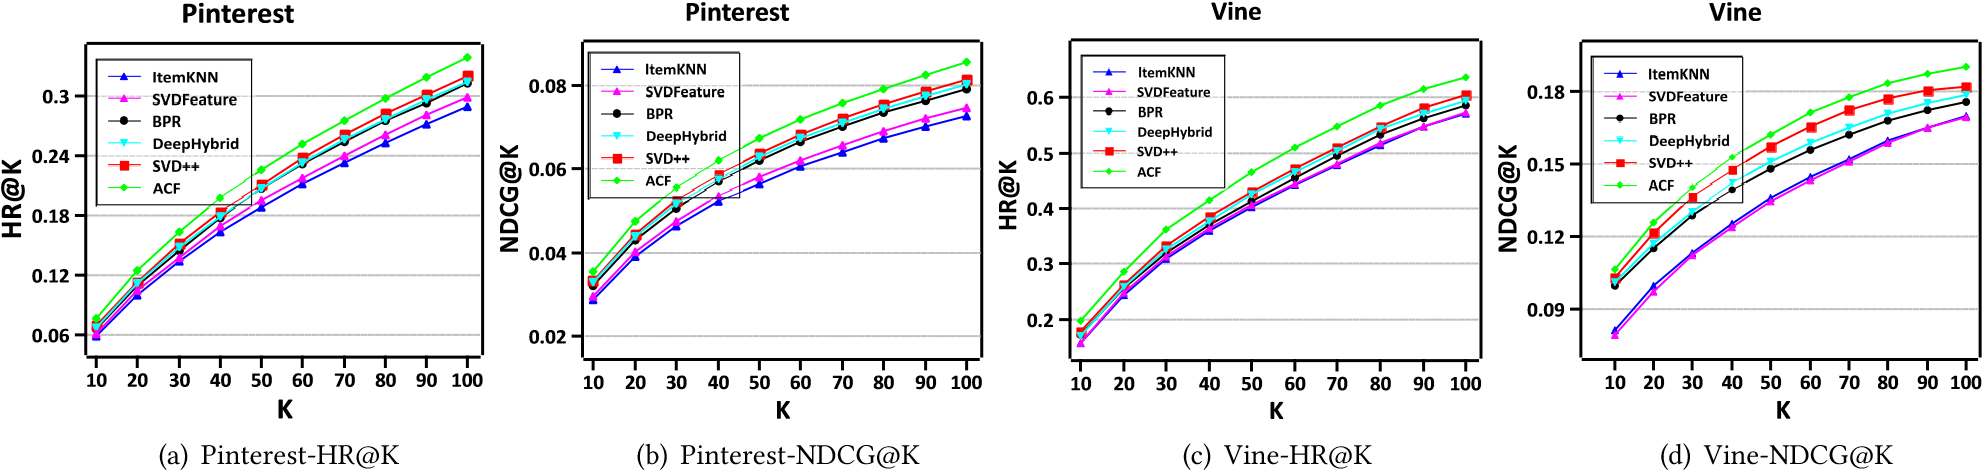 Pinterest
HR@K
0.3
0.24
0.18
0.12
0.06
ItemKNN
SVDFeature
BPR
DeepHybrid
SVD++
ACF
10 20 30 40 50 60 70 80 90 100
K
(a) Pinterest-HR@K
Pinterest
NDCG@K
0.08
0.06
0.04
0.02
ItemKNN
SVDFeature
BPR
DeepHybrid
SVD++
ACF
10 20 30 40 50 60 70 80 90 100
K
(b) Pinterest-NDCG@K
Vine
HR@K
0.6
0.5
0.4
0.3
0.2
ItemKNN
SVDFeature
BPR
DeepHybrid
SVD++
ACF
10 20 30 40 50 60 70 80 90 100
K
(c) Vine-HR@K
Vine
NDCG@K
0.18
0.15
0.12
0.09
ItemKNN
SVDFeature
BPR
DeepHybrid
SVD++
ACF
10 20 30 40 50 60 70 80 90 100
K
(d) Vine-NDCG@K